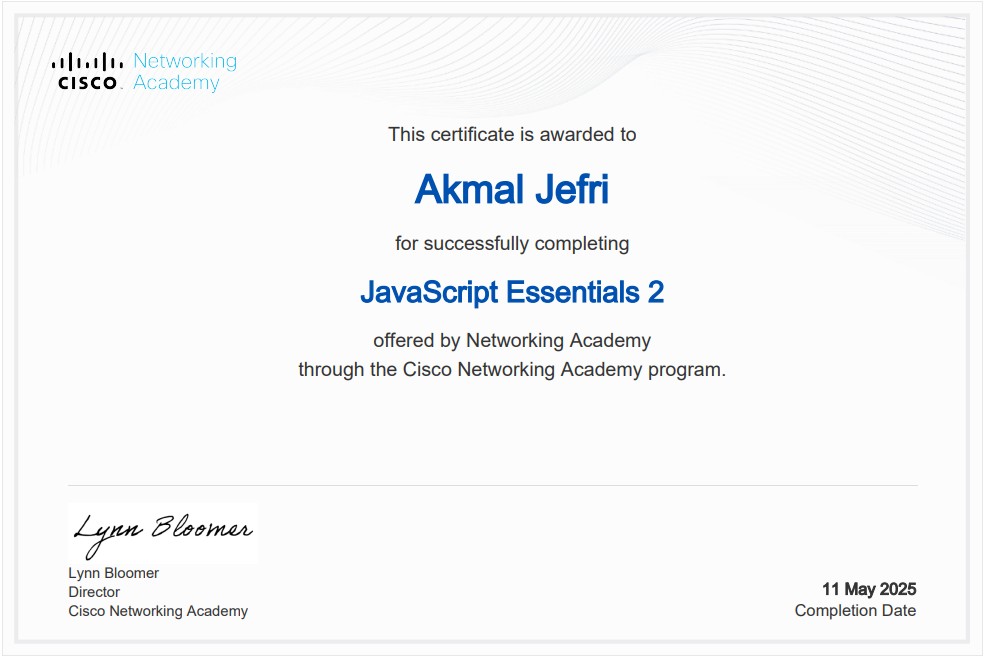 Networking
CISCO. Academy
This certificate is awarded to
Akmal Jefri
for successfully completing
JavaScript Essentials 2
offered by Networking Academy
through the Cisco Networking Academy program.
Lynn Bloomer
Lynn Bloomer
Director
Cisco Networking Academy
11 May 2025
Completion Date